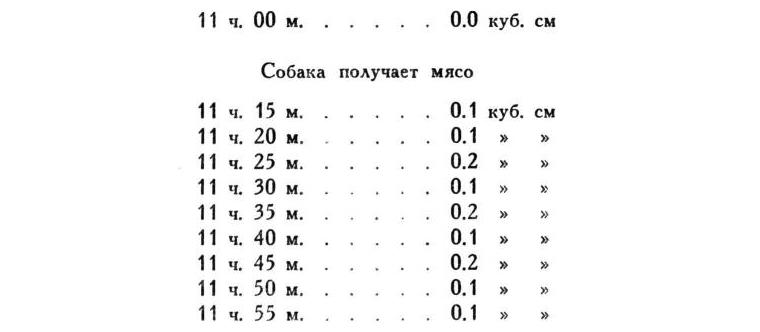 11 ч. 00 м. . . . . . 0.0 куб. см
Собака получает мясо
11 ч. 15 м. . . . . . 0.1 куб. см
11 ч. 20 м. . . . . . 0.1 » »
11 ч. 25 м. . . . . . 0.2 » »
11 ч. 30 м. . . . . . 0.1 » »
11 ч. 35 м. . . . . . 0.2 » »
11 ч. 40 м. . . . . . 0.1 » »
11 ч. 45 м. . . . . . 0.2 » »
11 ч. 50 м. . . . . . 0.1 » »
11 ч. 55 м. . . . . . 0.1 » »